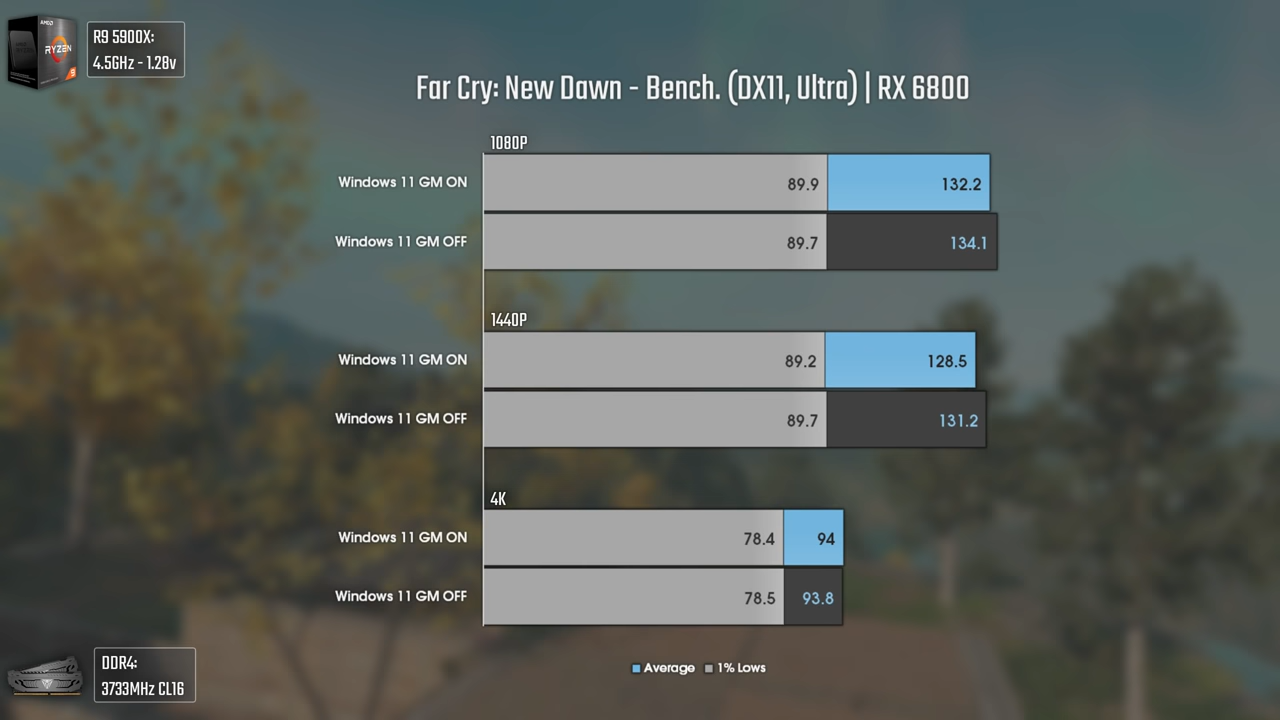 AMD
RYZEN
9
R9 5900X:
4.5GHz - 1.28v
Far Cry: New Dawn - Bench. (DX11, Ultra) | RX 6800
1080P
Windows 11 GM ON
89.9
132.2
Windows 11 GM OFF
89.7
134.1
1440P
Windows 11 GM ON
89.2
128.5
Windows 11 GM OFF
89.7
131.2
4K
Windows 11 GM ON
78.4
94
Windows 11 GM OFF
78.5
93.8
Average
1% Lows
DDR4:
3733MHz CL16